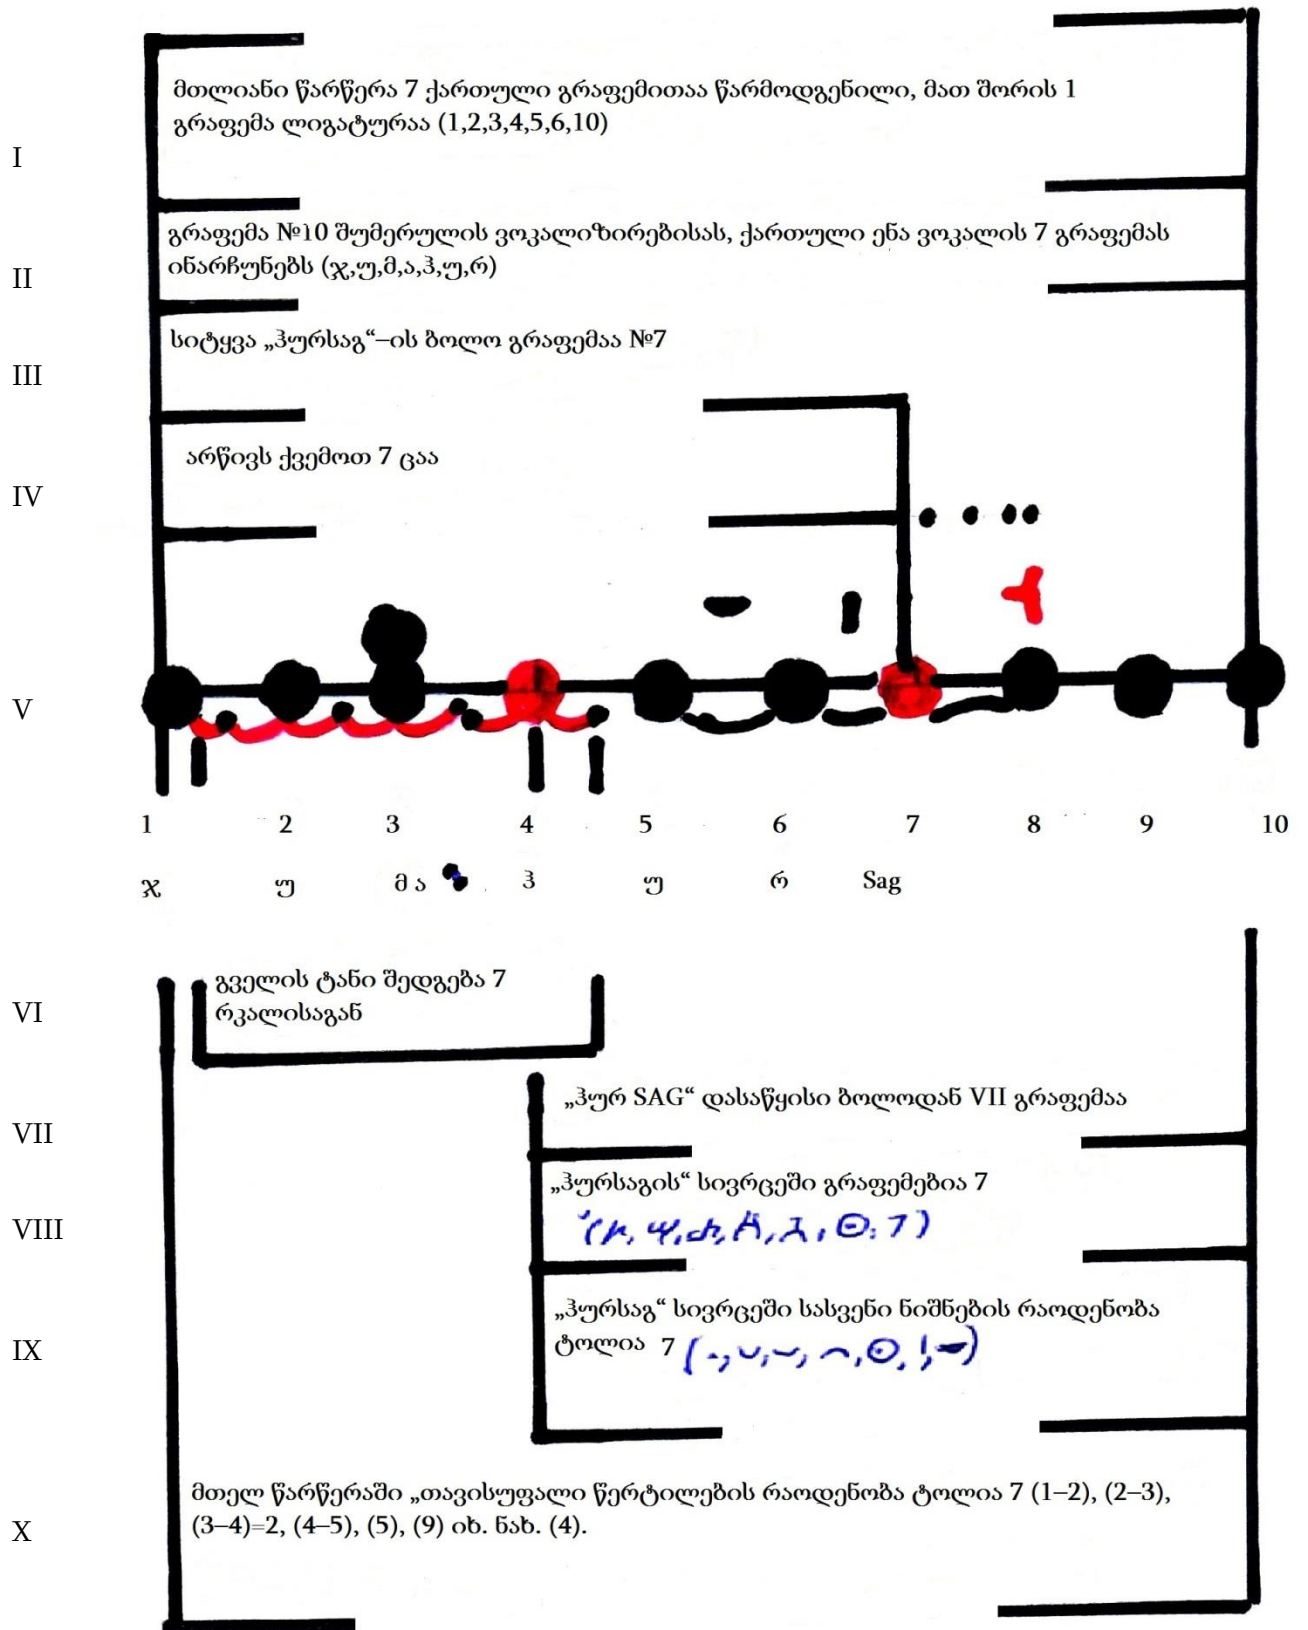 მთლიანი წარწერა 7 ქართული გრაფემითაა წარმოდგენილი, მათ შორის 1
გრაფემა ლიგატურაა (1,2,3,4,5,6,10)
I
გრაფემა №10 შუმერულის ვოკალიზირებისას, ქართული ენა ვოკალის 7 გრაფემას
ინარჩუნებს (ჯ,უ,მ,ა,ჰ,უ,რ)
II
სიტყვა „ჰურსაგ“–ის ბოლო გრაფემაა №7
III
არწივს ქვემოთ 7 ცაა
IV
V
1 2 3 4 5 6 7 8 9 10
ჯ უ მ ა ჰ უ რ Sag
გველის ტანი შედგება 7
რკალისაგან
VI
„ჰურ SAG“ დასაწყისი ბოლოდან VII გრაფემაა
VII
„ჰურსაგის“ სივრცეში გრაფემებია 7
VIII
„ჰურსაგ“ სივრცეში სასვენი ნიშნების რაოდენობა
ტოლია 7
IX
მთელ წარწერაში „თავისუფალი წერტილების რაოდენობა ტოლია 7 (1–2), (2–3),
(3–4)=2, (4–5), (5), (9) იხ. ნახ. (4).
X